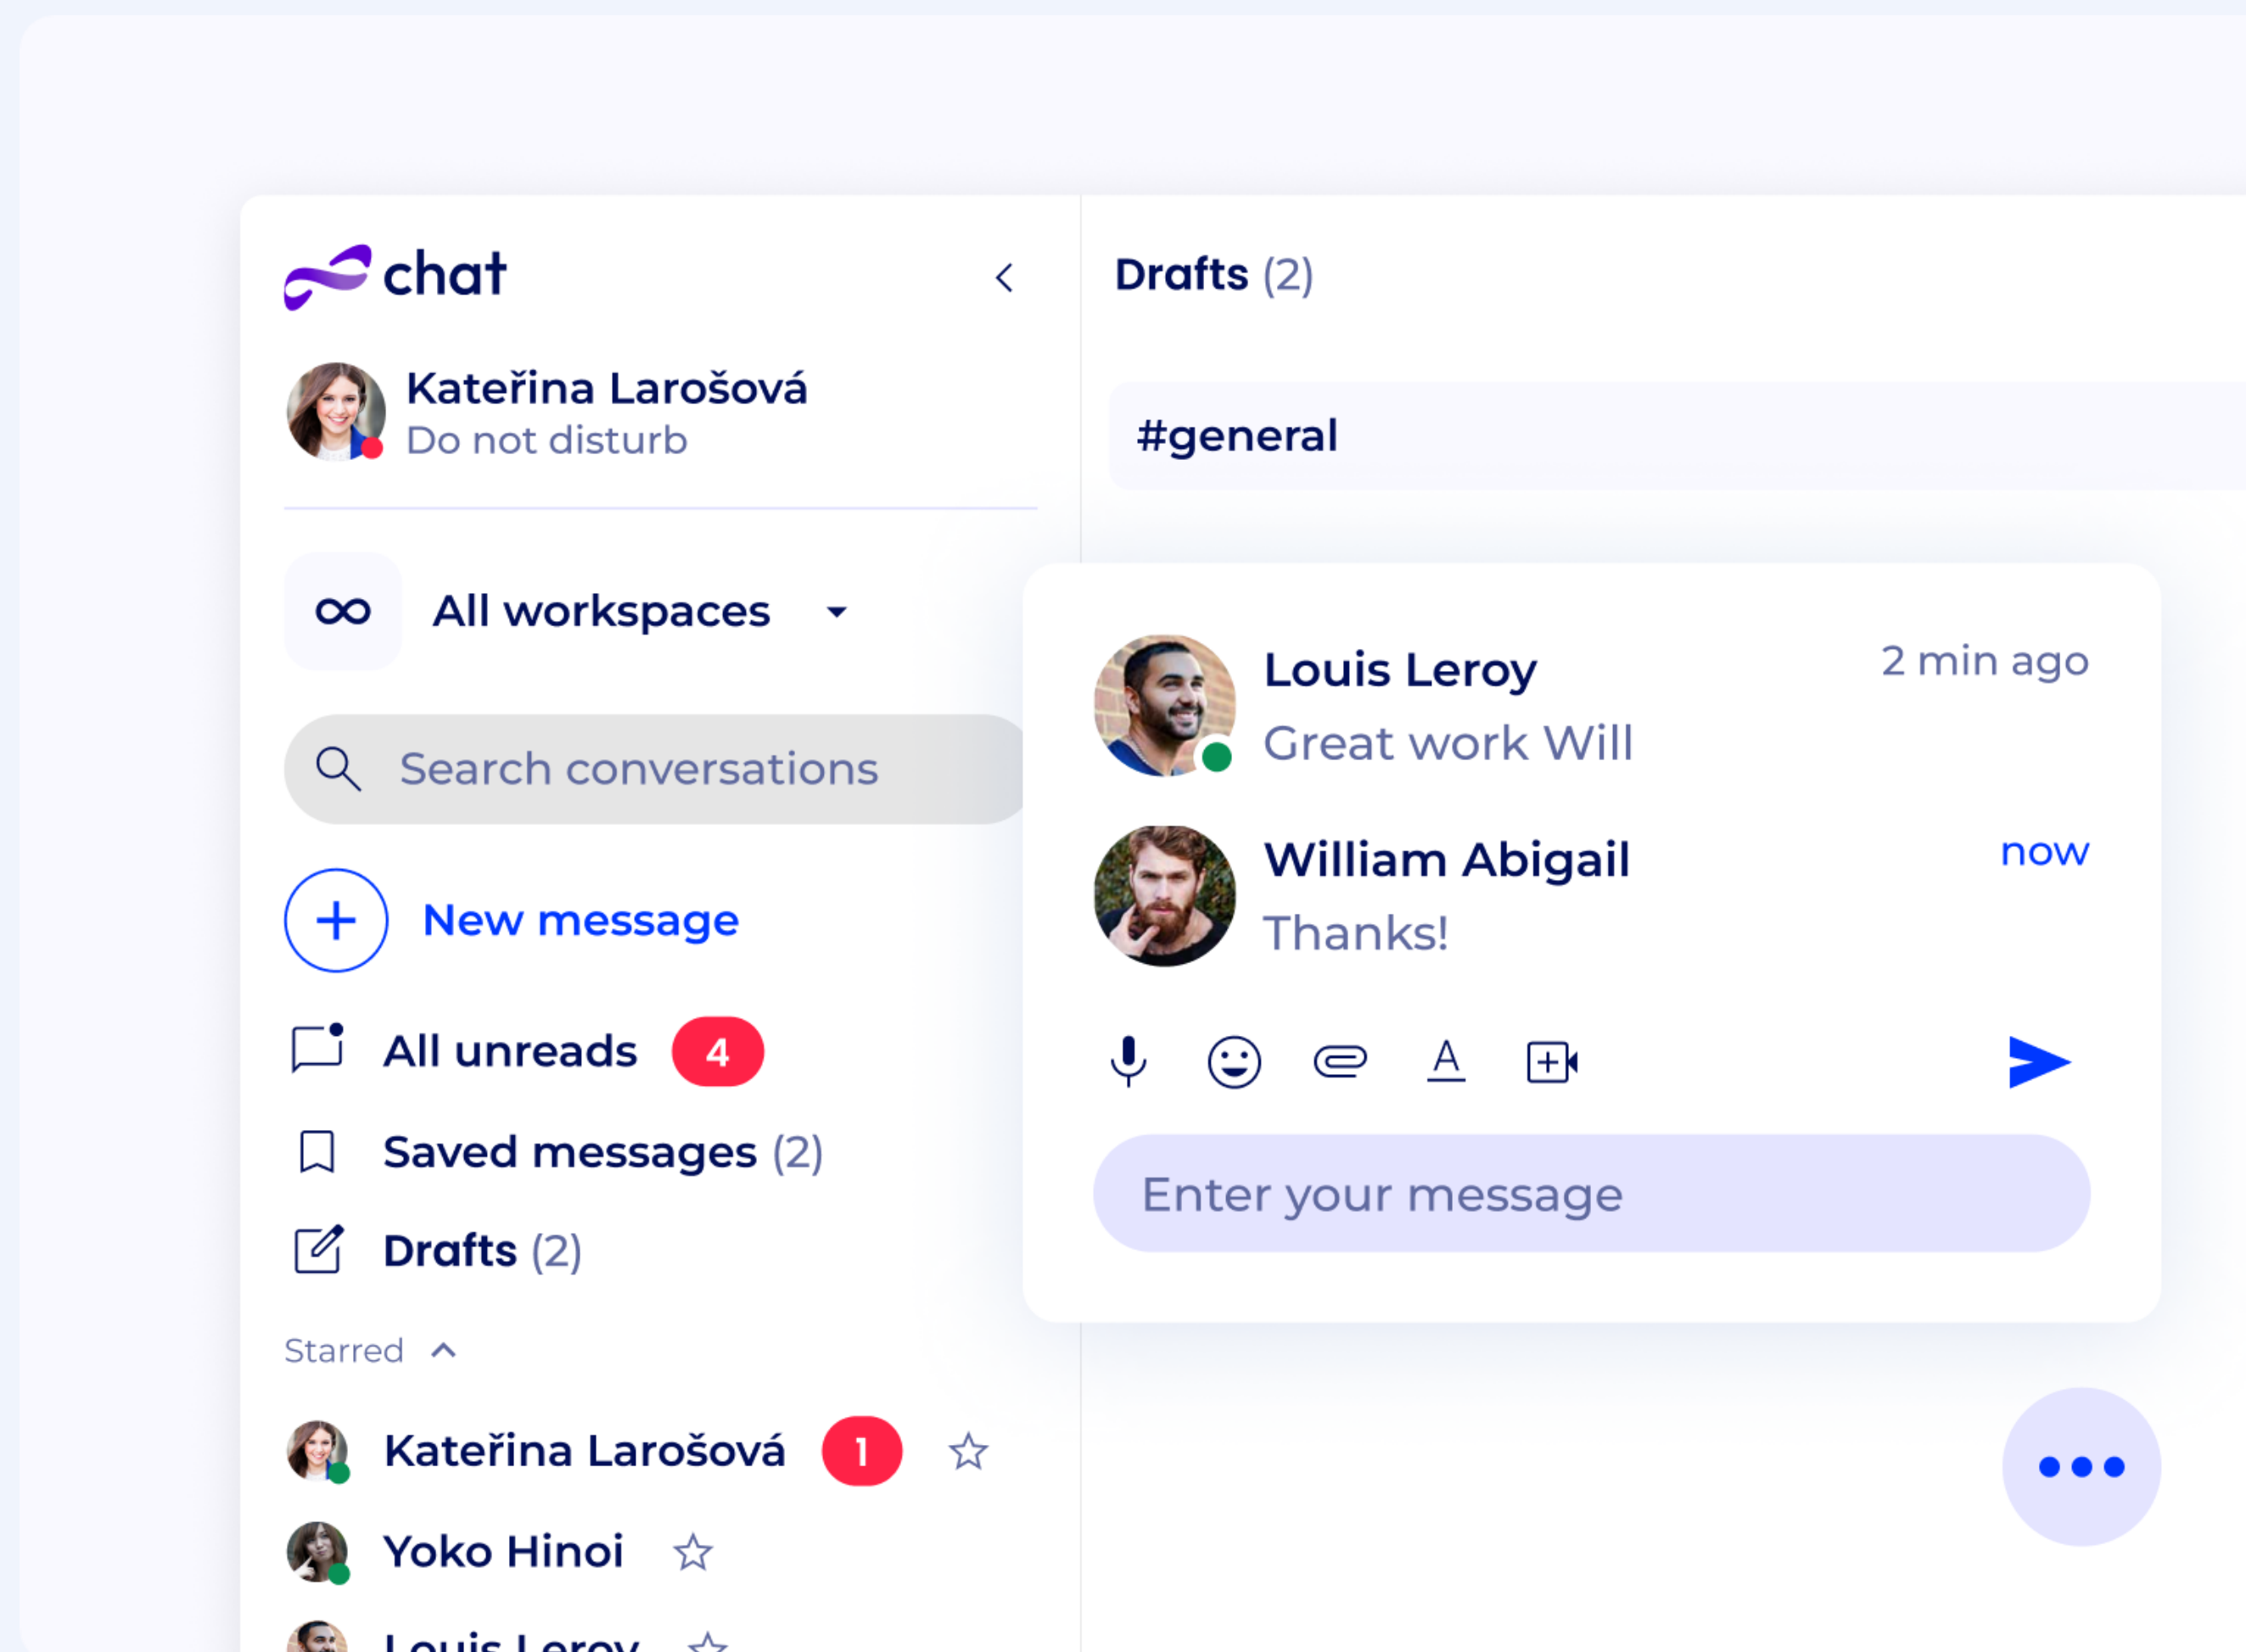 chat
Kateřina Larošová
Do not disturb
All workspaces
Search conversations
New message
All unreads 4
Saved messages (2)
Drafts (2)
Starred
Kateřina Larošová 1
Yoko Hinoi
Louis Leroy
Drafts (2)
#general
Louis Leroy 2 min ago
Great work Will
William Abigail now
Thanks!
A
Enter your message